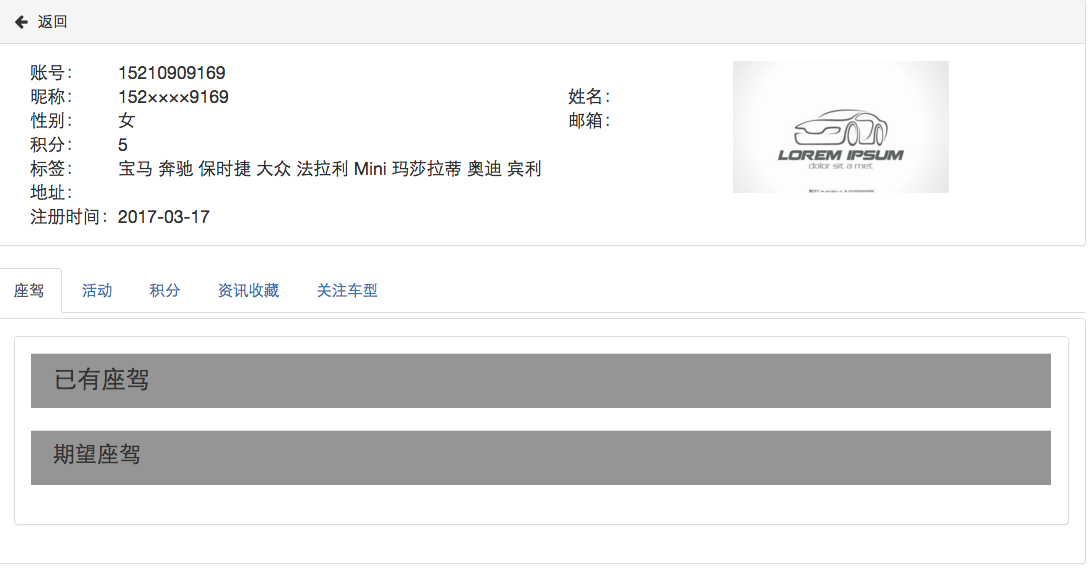 返回
账号： 15210909169
昵称： 152××××9169 姓名：
性别： 女 邮箱：
积分： 5
标签： 宝马 奔驰 保时捷 大众 法拉利 Mini 玛莎拉蒂 奥迪 宾利
地址：
注册时间：2017-03-17
LOREM IPSUM
dolor sit a met
座驾 活动 积分 资讯收藏 关注车型
已有座驾
期望座驾